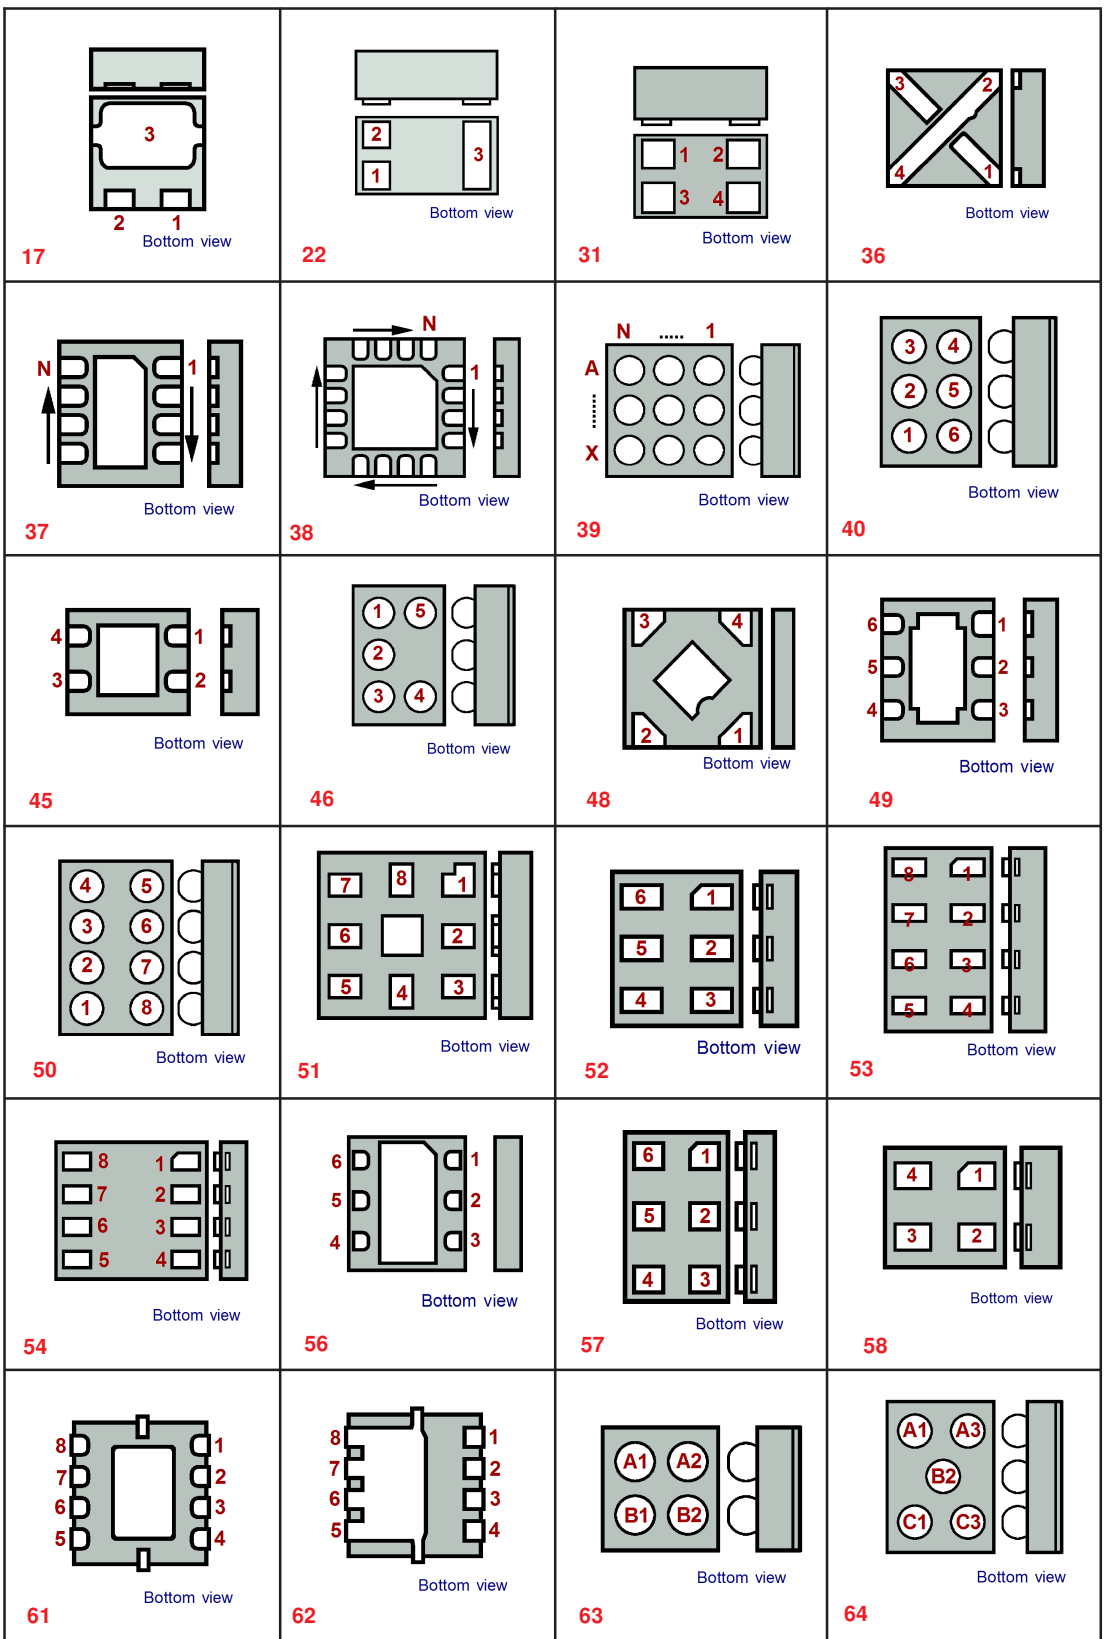 3
2 1
Bottom view
17
2
3
1
Bottom view
22
1 2
3 4
Bottom view
31
3 2
4 1
Bottom view
36
N 1
Bottom view
37
N
1
Bottom view
38
N ..... 1
A
........
X
Bottom view
39
3 4
2 5
1 6
Bottom view
40
4 1
3 2
Bottom view
45
1 5
2
3 4
Bottom view
46
3 4
2 1
Bottom view
48
6 1
5 2
4 3
Bottom view
49
4 5
3 6
2 7
1 8
Bottom view
50
7 8 1
6 2
5 4 3
Bottom view
51
6 1
5 2
4 3
Bottom view
52
8 1
7 2
6 3
5 4
Bottom view
53
8 1
7 2
6 3
5 4
Bottom view
54
6 1
5 2
4 3
Bottom view
56
6 1
5 2
4 3
Bottom view
57
4 1
3 2
Bottom view
58
8 1
7 2
6 3
5 4
Bottom view
61
8 1
7 2
6 3
5 4
Bottom view
62
A1 A2
B1 B2
Bottom view
63
A1 A3
B2
C1 C3
Bottom view
64